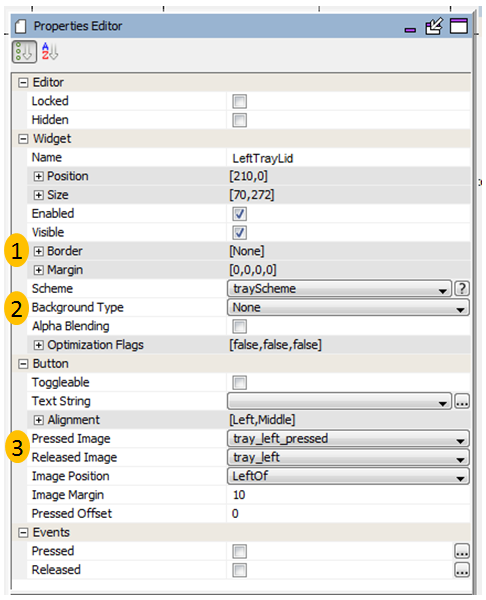 Properties Editor
Editor
Locked
Hidden
Widget
Name LeftTrayLid
Position [210,0]
Size [70,272]
Enabled
Visible
1 Border [None]
Margin [0,0,0,0]
Scheme trayScheme ?
2 Background Type None
Alpha Blending
Optimization Flags [false,false,false]
Button
Toggleable
Text String ...
Alignment [Left,Middle]
3 Pressed Image tray_left_pressed
Released Image tray_left
Image Position LeftOf
Image Margin 10
Pressed Offset 0
Events
Pressed ...
Released ...